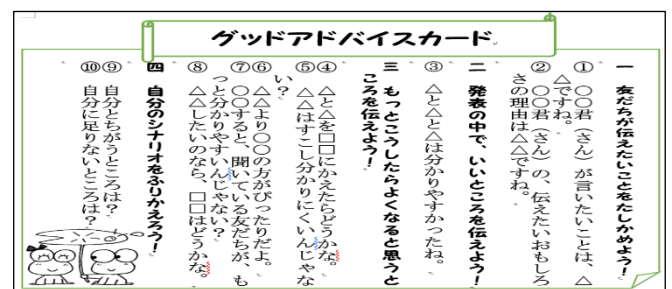 グッドアドバイスカード
一　友だちが伝えたいことをたしかめよう！
①　〇〇君（さん）が言いたいことは、△
△ですね。
②　〇〇君（さん）の、伝えたいおもしろ
さの理由は△△ですね。
二　発表の中で、いいところを伝えよう！
③　△と△と△は分かりやすかったね。
三　もっとこうしたらよくなると思うと
ころを伝えよう！
④　△と△を□□にかえたらどうかな。
⑤　△△はすこし分かりにくいんじゃな
い？
⑥　△△より〇〇の方がぴったりだよ。
⑦　〇〇すると、聞いている友だちが、も
っと分かりやすいんじゃない？
⑧　△△したいのなら、□□はどうかな。
四　自分のシナリオをふりかえろう！
⑨　自分とちがうところは？
⑩　自分に足りないところは？